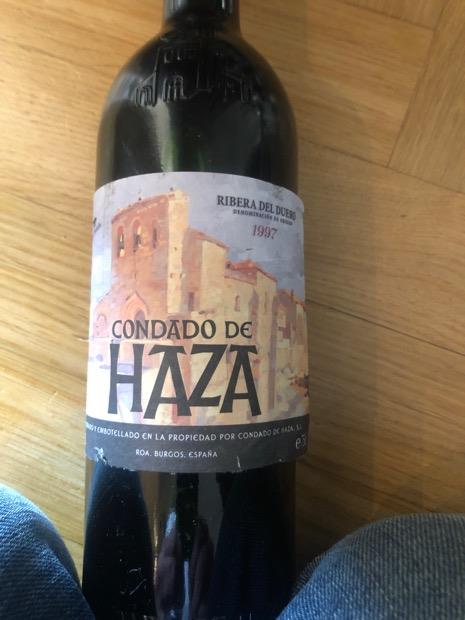 RIBERA DEL DUERO
DENOMINACIÓN DE ORIGEN
1997
CONDADO DE
HAZA
Y EMBOTELLADO EN LA PROPIEDAD POR CONDADO DE HAZA, S.L.
ROA. BURGOS. ESPAÑA